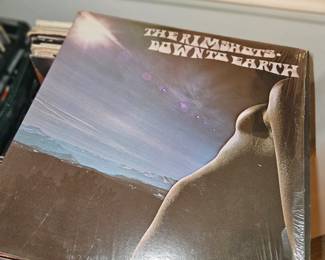 THE RIMSHOTS-
DOWN TO EARTH